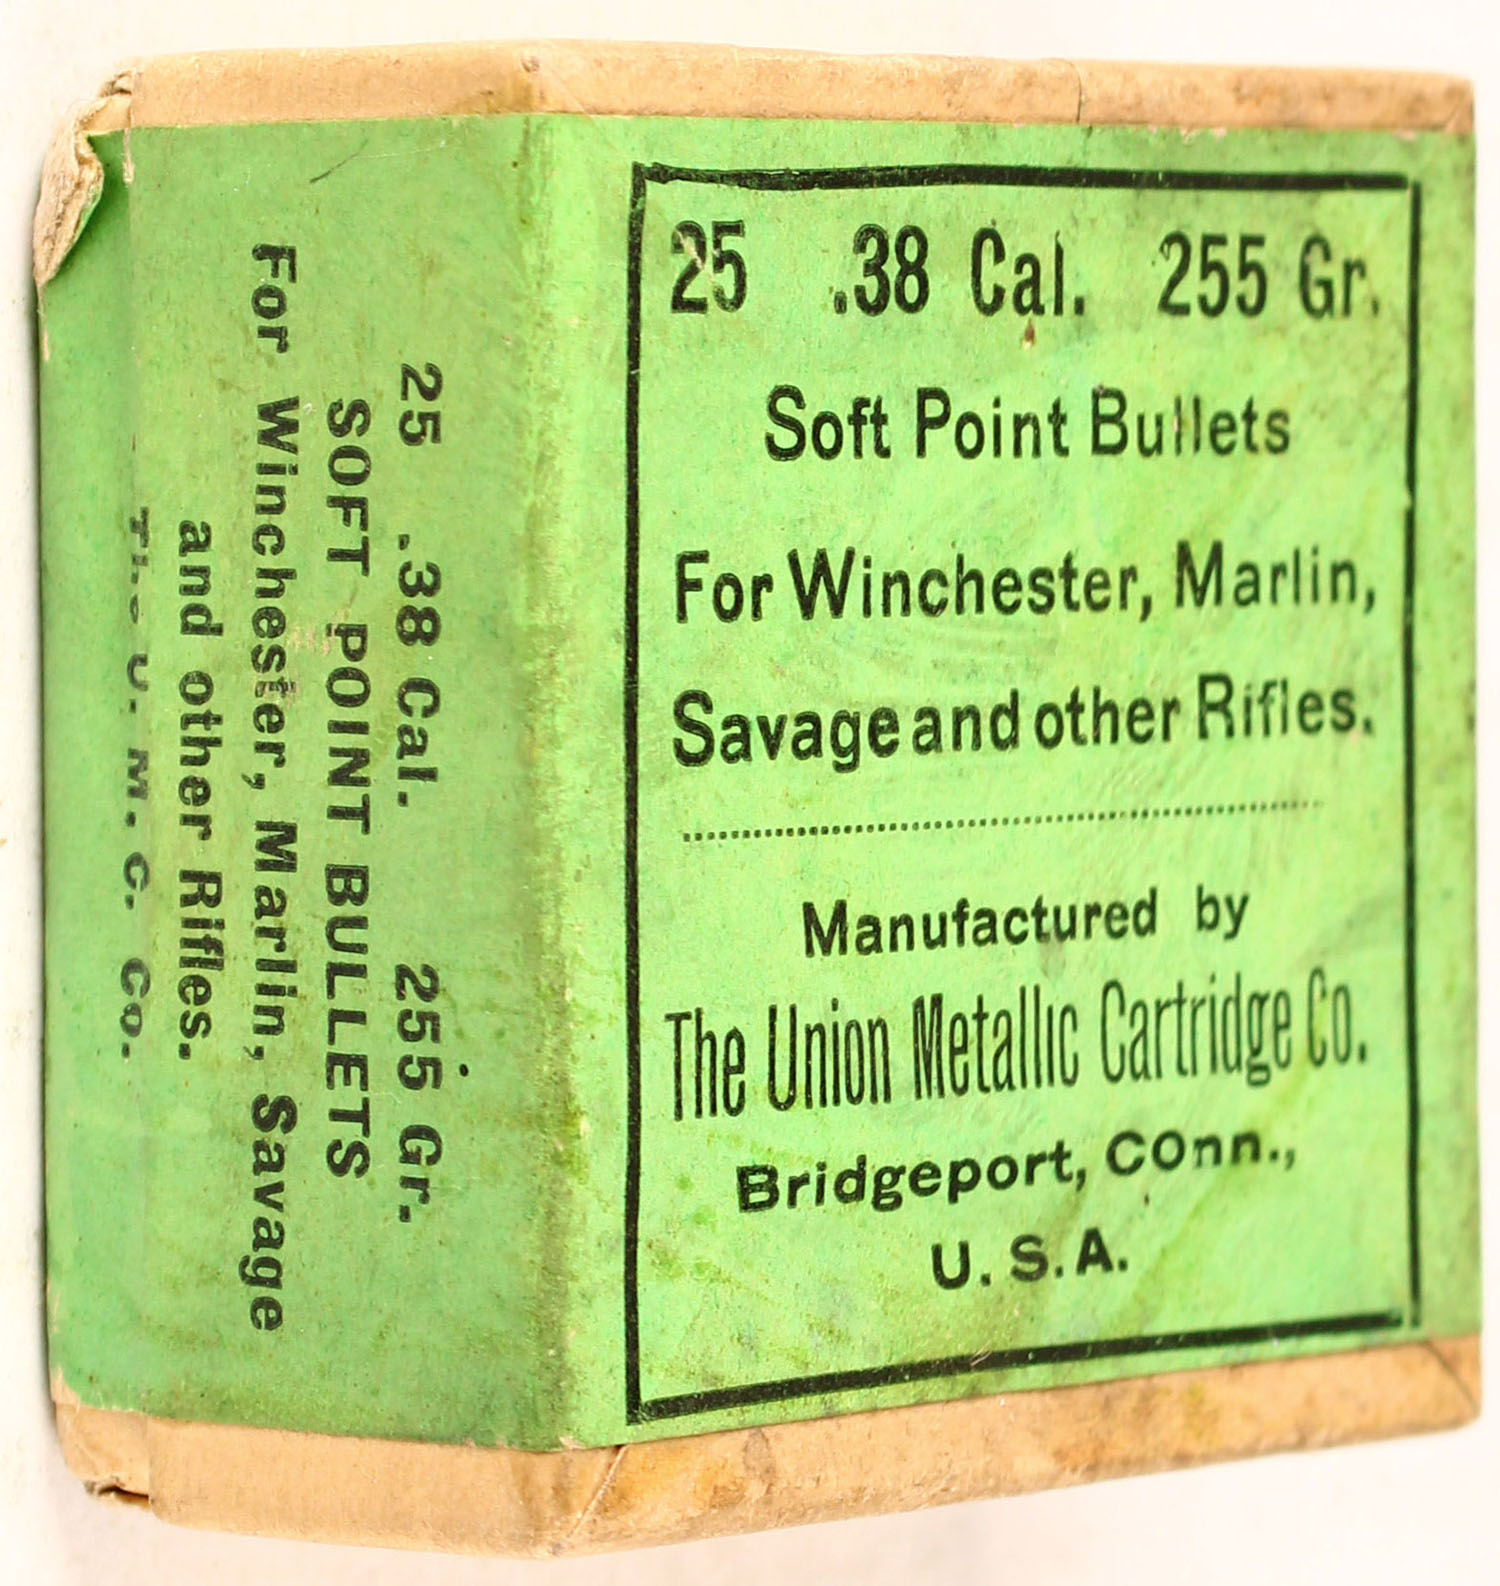 25 .38 Cal. 255 Gr.
Soft Point Bullets
For Winchester, Marlin,
Savage and other Rifles.
Manufactured by
The Union Metallic Cartridge Co.
Bridgeport, Conn.,
U. S. A.
25 .38 Cal. 255 Gr.
SOFT POINT BULLETS
For Winchester, Marlin, Savage
and other Rifles.
The U. M. C. Co.